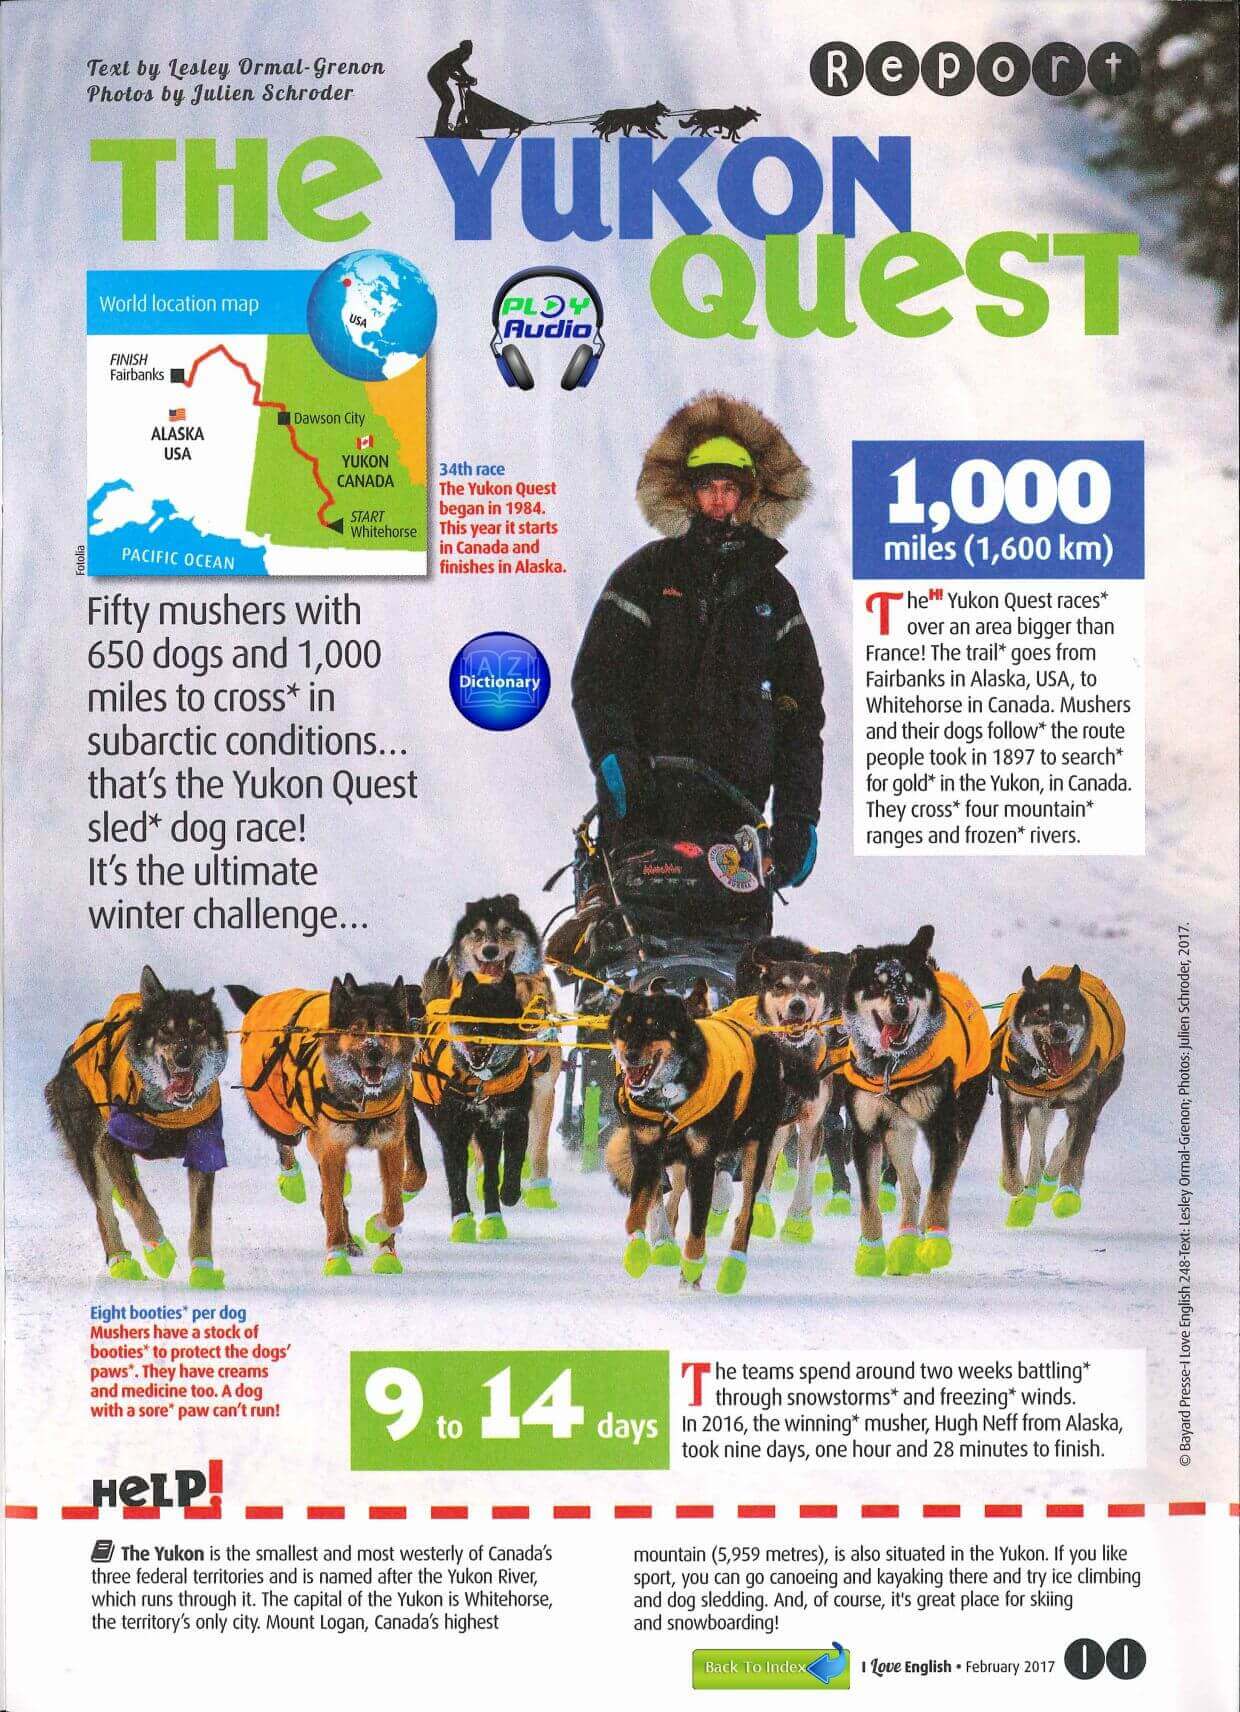 Text by Lesley Ormal-Grenon
Photos by Julien Schroder
Report
THE YUKON
QUEST
World location map
USA
FINISH
Fairbanks
Dawson City
ALASKA
USA
YUKON
CANADA
START
Whitehorse
PACIFIC OCEAN
Fotolia
PLAY
Audio
34th race
The Yukon Quest
began in 1984.
This year it starts
in Canada and
finishes in Alaska.
1,000
miles (1,600 km)
TheH! Yukon Quest races*
over an area bigger than
France! The trail* goes from
Fairbanks in Alaska, USA, to
Whitehorse in Canada. Mushers
and their dogs follow* the route
people took in 1897 to search*
for gold* in the Yukon, in Canada.
They cross* four mountain*
ranges and frozen* rivers.
Fifty mushers with
650 dogs and 1,000
miles to cross* in
subarctic conditions...
that's the Yukon Quest
sled* dog race!
It's the ultimate
winter challenge...
A Z
Dictionary
Eight booties* per dog
Mushers have a stock of
booties* to protect the dogs'
paws*. They have creams
and medicine too. A dog
with a sore* paw can't run!
9 to 14 days
The teams spend around two weeks battling*
through snowstorms* and freezing* winds.
In 2016, the winning* musher, Hugh Neff from Alaska,
took nine days, one hour and 28 minutes to finish.
© Bayard Presse-I Love English 248-Text: Lesley Ormal-Grenon; Photos: Julien Schroder, 2017.
HELP!
The Yukon is the smallest and most westerly of Canada's
three federal territories and is named after the Yukon River,
which runs through it. The capital of the Yukon is Whitehorse,
the territory's only city. Mount Logan, Canada's highest
mountain (5,959 metres), is also situated in the Yukon. If you like
sport, you can go canoeing and kayaking there and try ice climbing
and dog sledding. And, of course, it's great place for skiing
and snowboarding!
Back To Index
I Love English • February 2017 11